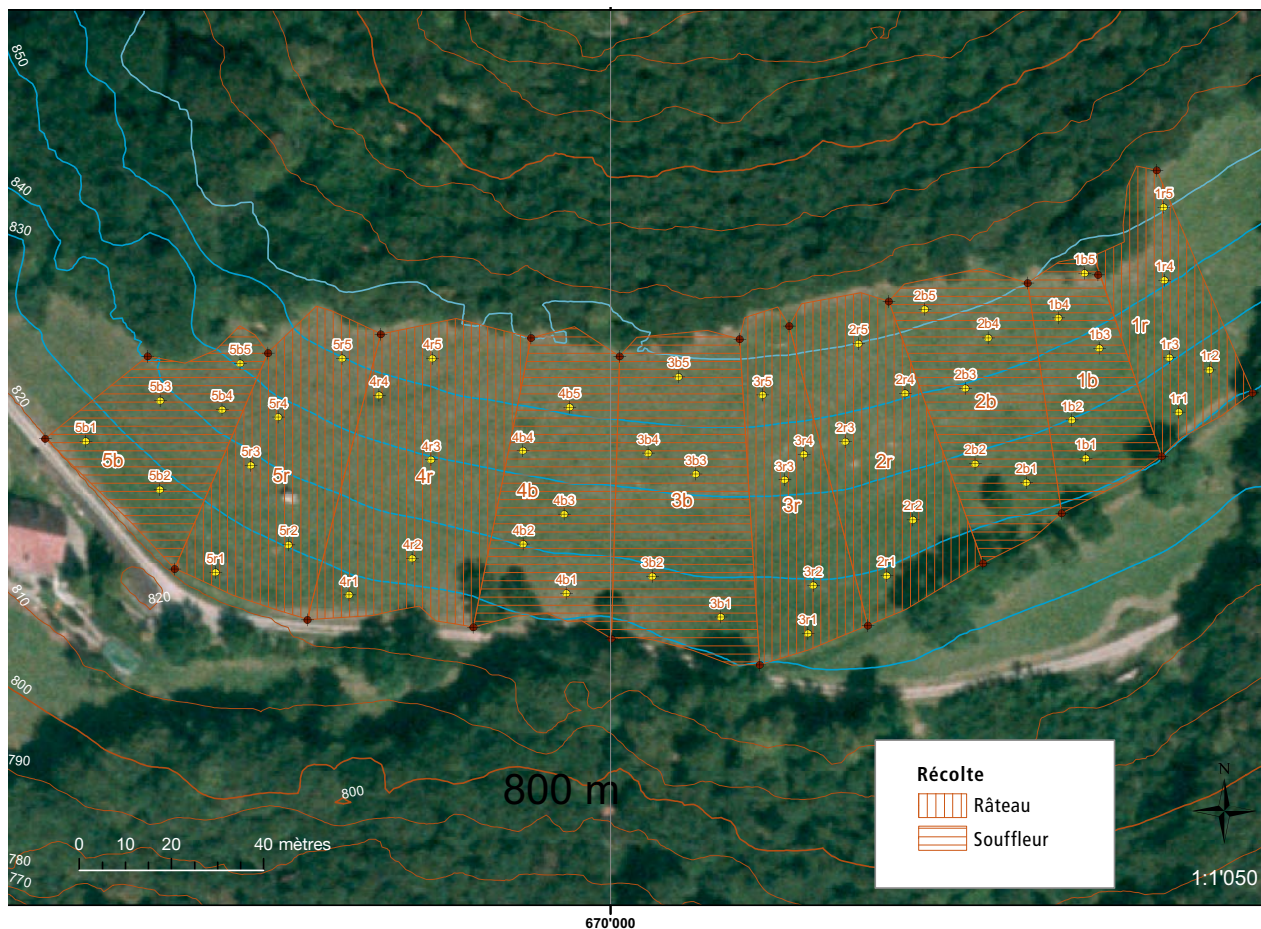 850
840
830
820
810
800
790
780
770
820
800
800 m
1r5
1r4
1r
1r3
1r2
1r1
1b5
1b4
1b3
1b
1b2
1b1
2b5
2b4
2b3
2b
2b2
2b1
2r5
2r4
2r3
2r
2r2
2r1
3r5
3r4
3r3
3r
3r2
3r1
3b5
3b4
3b3
3b
3b2
3b1
4b5
4b4
4b
4b3
4b2
4b1
4r5
4r4
4r3
4r
4r2
4r1
5r5
5r4
5r3
5r
5r2
5r1
5b5
5b3
5b4
5b1
5b
5b2
Récolte
Râteau
Souffleur
N
0 10 20 40 mètres
1:1'050
670'000